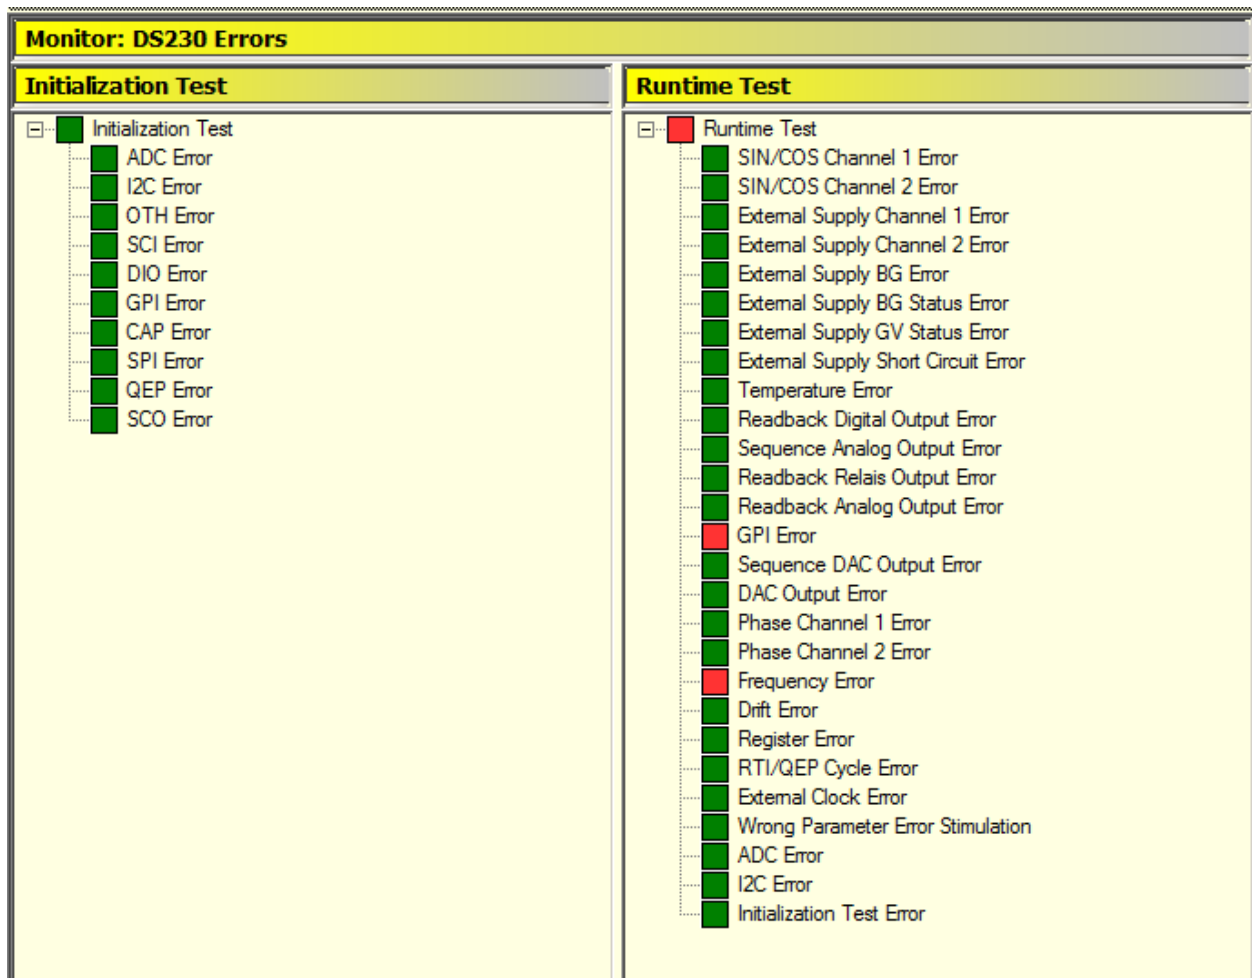 Monitor: DS230 Errors
Initialization Test
Initialization Test
ADC Error
I2C Error
OTH Error
SCI Error
DIO Error
GPI Error
CAP Error
SPI Error
QEP Error
SCO Error
Runtime Test
Runtime Test
SIN/COS Channel 1 Error
SIN/COS Channel 2 Error
External Supply Channel 1 Error
External Supply Channel 2 Error
External Supply BG Error
External Supply BG Status Error
External Supply GV Status Error
External Supply Short Circuit Error
Temperature Error
Readback Digital Output Error
Sequence Analog Output Error
Readback Relais Output Error
Readback Analog Output Error
GPI Error
Sequence DAC Output Error
DAC Output Error
Phase Channel 1 Error
Phase Channel 2 Error
Frequency Error
Drift Error
Register Error
RTI/QEP Cycle Error
External Clock Error
Wrong Parameter Error Stimulation
ADC Error
I2C Error
Initialization Test Error